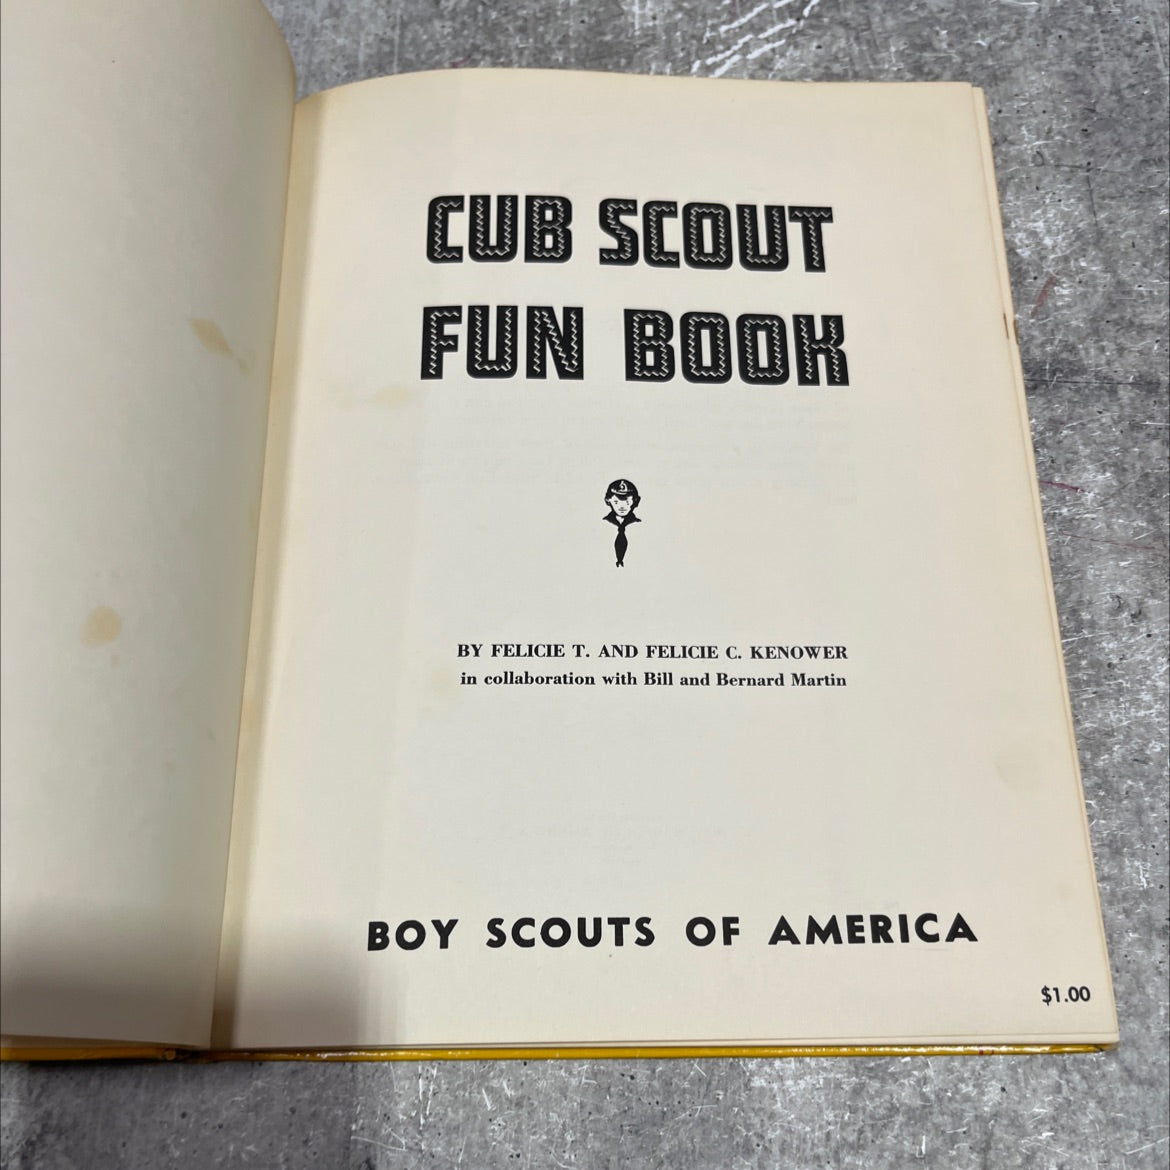 CUB SCOUT
FUN BOOK
BY FELICIE T. AND FELICIE C. KENOWER
in collaboration with Bill and Bernard Martin
BOY SCOUTS OF AMERICA
$1.00